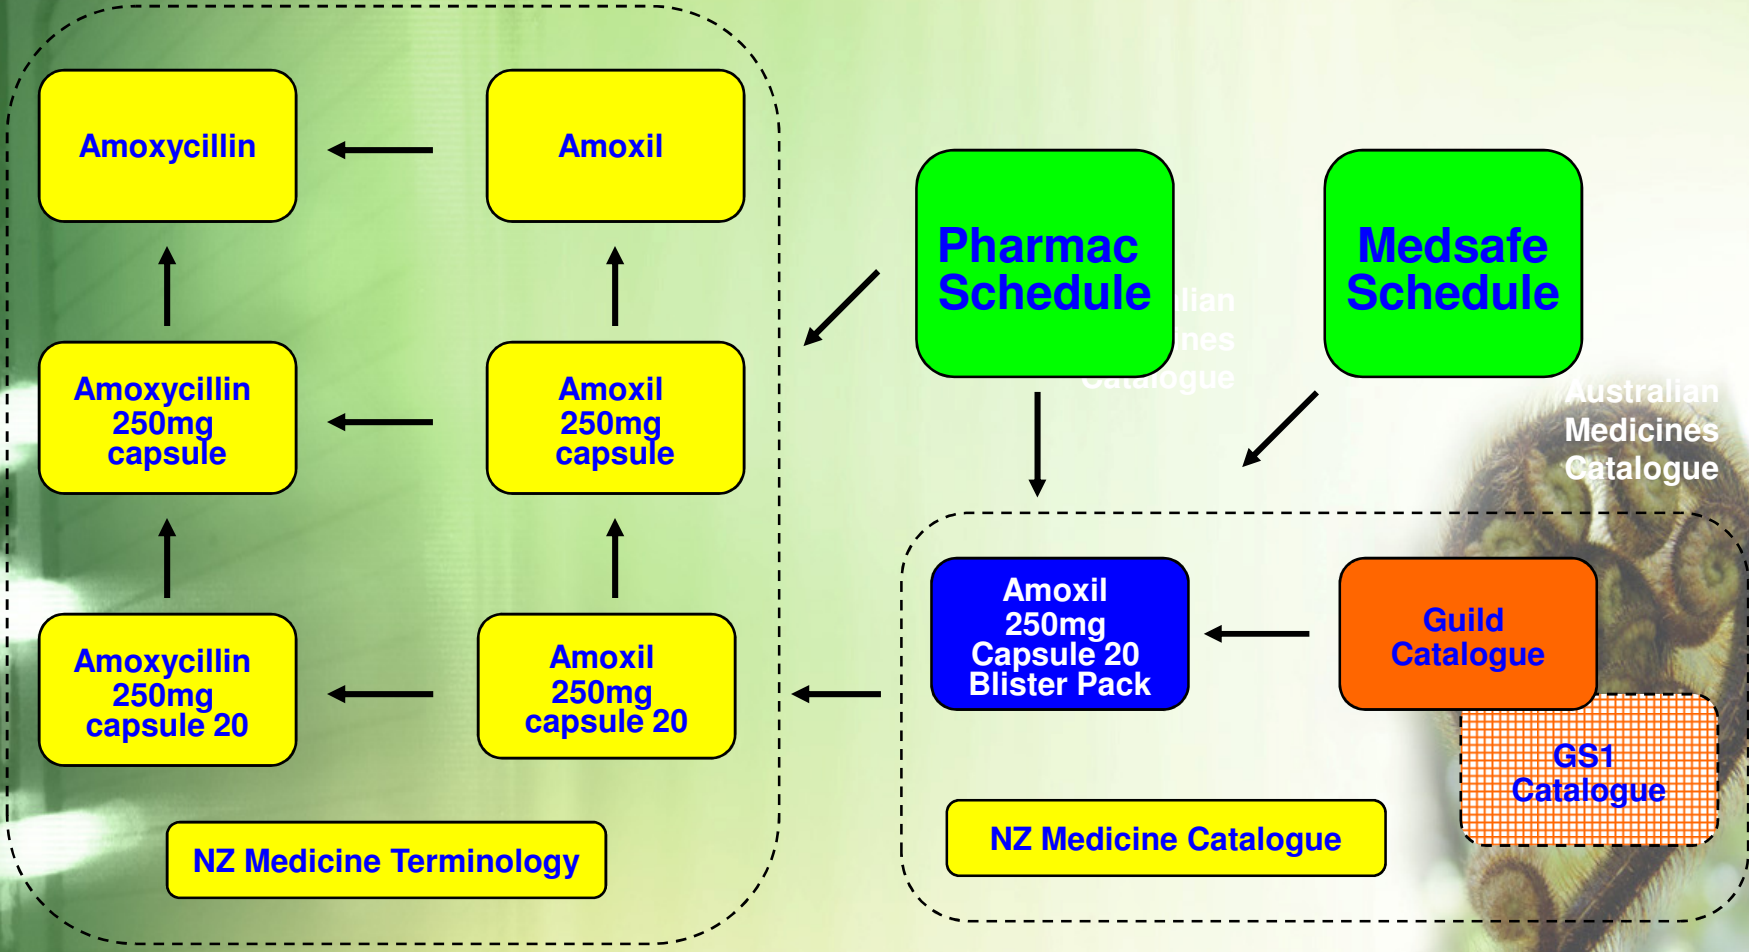 Amoxycillin
Amoxil
Pharmac
Schedule
Medsafe
Schedule
Catalogue
Amoxycillin
250mg
capsule
Amoxil
250mg
capsule
Australian
Medicines
Catalogue
Amoxycillin
250mg
capsule 20
Amoxil
250mg
capsule 20
Amoxil
250mg
Capsule 20
Blister Pack
Guild
Catalogue
GS1
Catalogue
NZ Medicine Terminology
NZ Medicine Catalogue